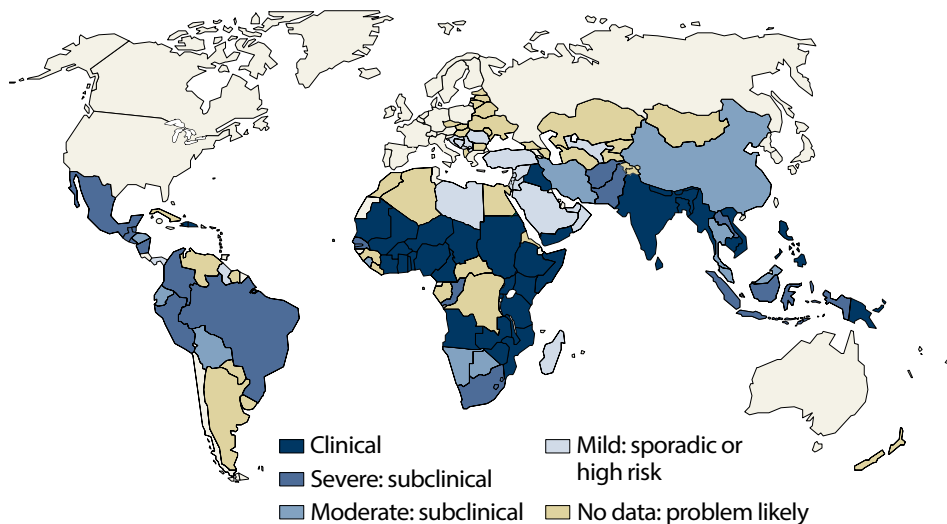 Clinical
Severe: subclinical
Moderate: subclinical
Mild: sporadic or
high risk
No data: problem likely